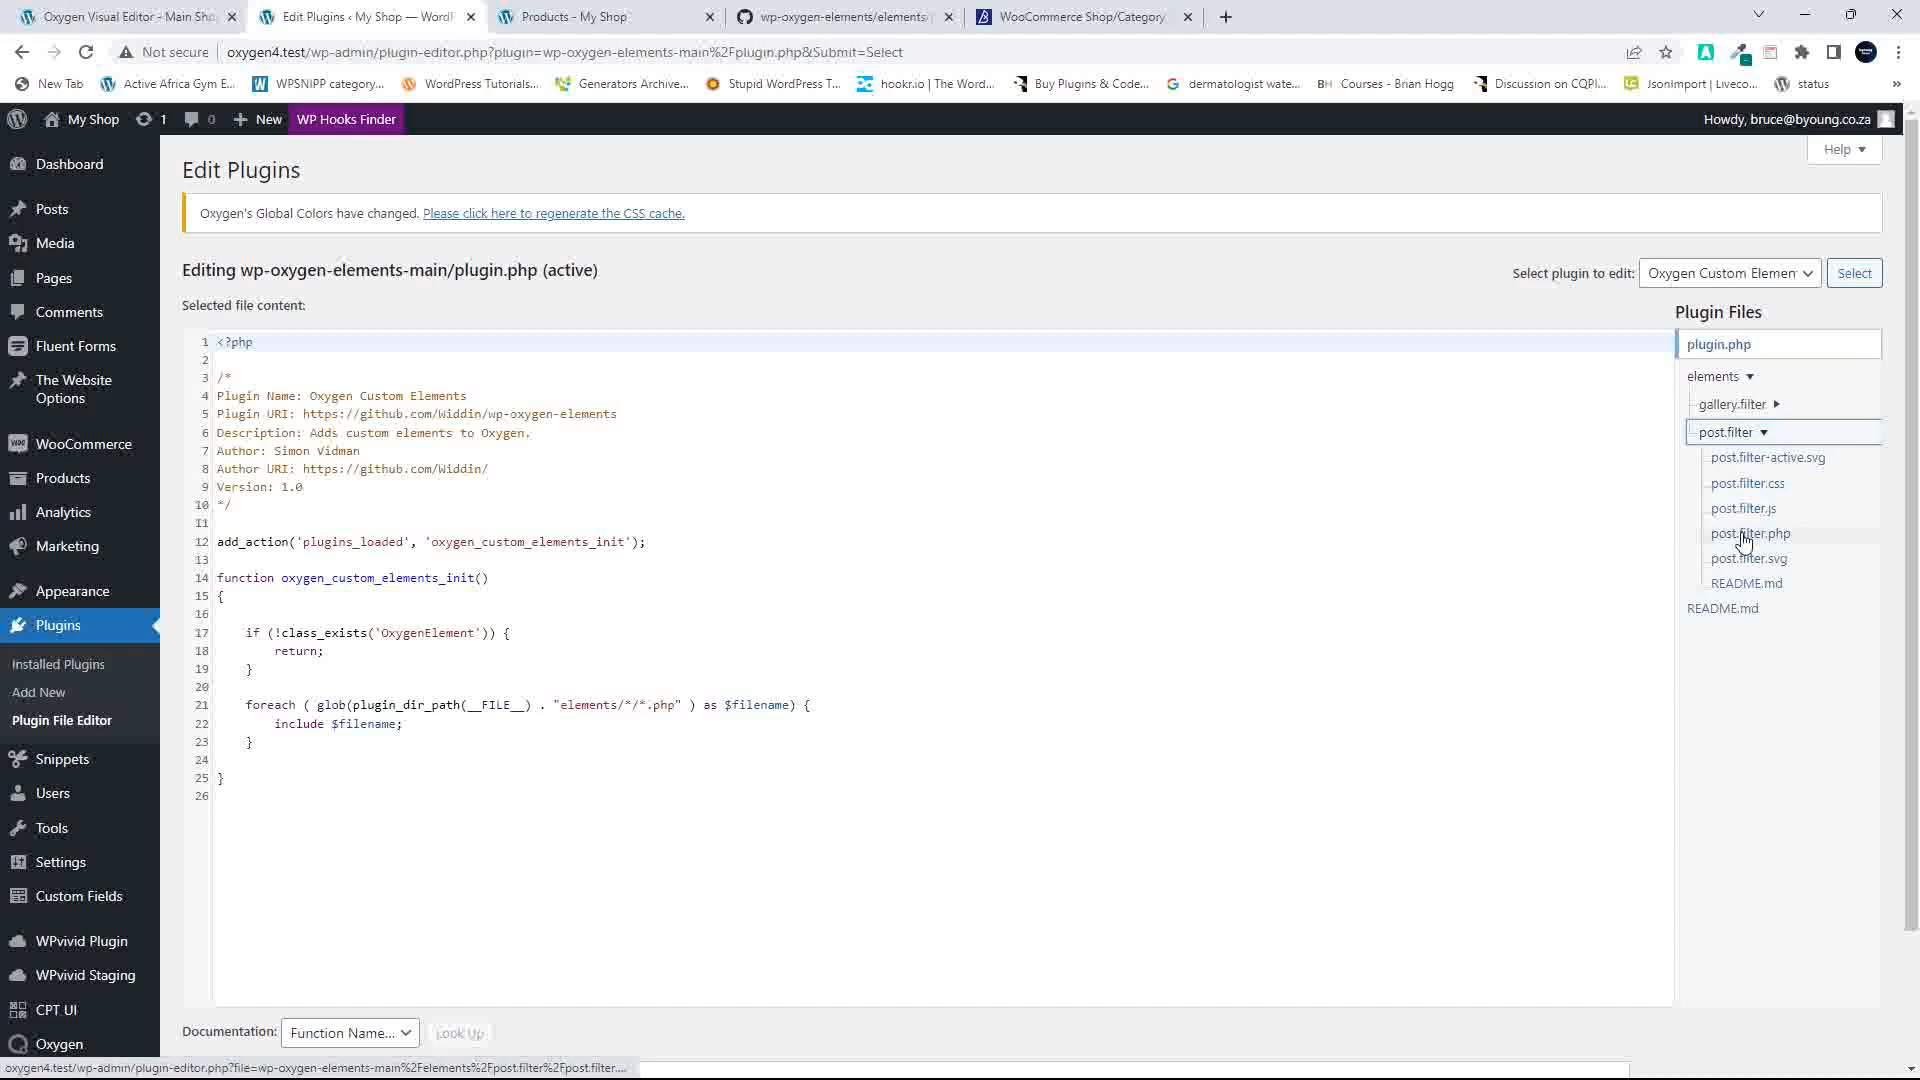 Oxygen Visual Editor - Main Sho
Edit Plugins ‹ My Shop — WordP
Products - My Shop
wp-oxygen-elements/elements/
WooCommerce Shop/Category
Not secure
oxygen4.test/wp-admin/plugin-editor.php?plugin=wp-oxygen-elements-main%2Fplugin.php&Submit=Select
New Tab
Active Africa Gym E...
WPSNIPP category...
WordPress Tutorials...
Generators Archive...
Stupid WordPress T...
hookr.io | The Word...
Buy Plugins & Code...
dermatologist wate...
BH Courses - Brian Hogg
Discussion on CQPI...
Jsonimport | Liveco...
status
»
My Shop
1
0
New
WP Hooks Finder
Howdy, bruce@byoung.co.za
Help
Dashboard
Posts
Media
Pages
Comments
Fluent Forms
The Website
Options
WooCommerce
Products
Analytics
Marketing
Appearance
Plugins
Installed Plugins
Add New
Plugin File Editor
Snippets
Users
Tools
Settings
Custom Fields
WPvivid Plugin
WPvivid Staging
CPT UI
Oxygen
Edit Plugins
Oxygen's Global Colors have changed. Please click here to regenerate the CSS cache.
Editing wp-oxygen-elements-main/plugin.php (active)
Select plugin to edit: Oxygen Custom Elemen Select
Selected file content:
1 <?php
2
3 /*
4 Plugin Name: Oxygen Custom Elements
5 Plugin URI: https://github.com/Widdin/wp-oxygen-elements
6 Description: Adds custom elements to Oxygen.
7 Author: Simon Vidman
8 Author URI: https://github.com/Widdin/
9 Version: 1.0
10 */
11
12 add_action('plugins_loaded', 'oxygen_custom_elements_init');
13
14 function oxygen_custom_elements_init()
15 {
16
17 if (!class_exists('OxygenElement')) {
18 return;
19 }
20
21 foreach ( glob(plugin_dir_path(__FILE__) . "elements/*/*.php" ) as $filename) {
22 include $filename;
23 }
24
25 }
26
Plugin Files
plugin.php
elements
gallery.filter
post.filter
post.filter-active.svg
post.filter.css
post.filter.js
post.filter.php
post.filter.svg
README.md
README.md
Documentation: Function Name... Look Up
oxygen4.test/wp-admin/plugin-editor.php?file=wp-oxygen-elements-main%2Felements%2Fpost.filter%2Fpost.filter....